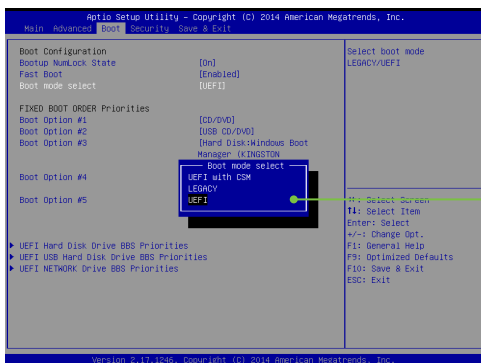 Aptio Setup Utility – Copyright (C) 2014 American Megatrends, Inc.
Main Advanced Boot Security Save & Exit
Boot Configuration
Bootup NumLock State [On]
Fast Boot [Enabled]
Boot mode select [UEFI]
FIXED BOOT ORDER Priorities
Boot Option #1 [CD/DVD]
Boot Option #2 [USB CD/DVD]
Boot Option #3 [Hard Disk:Windows Boot
Manager (KINGSTON
Boot mode select
UEFI with CSM
LEGACY
UEFI
Boot Option #4
Boot Option #5
UEFI Hard Disk Drive BBS Priorities
UEFI USB Hard Disk Drive BBS Priorities
UEFI NETWORK Drive BBS Priorities
Select boot mode
LEGACY/UEFI
Select Screen
↑↓: Select Item
Enter: Select
+/-: Change Opt.
F1: General Help
F9: Optimized Defaults
F10: Save & Exit
ESC: Exit
Version 2.17.1246. Copyright (C) 2014 American Megatrends, Inc.